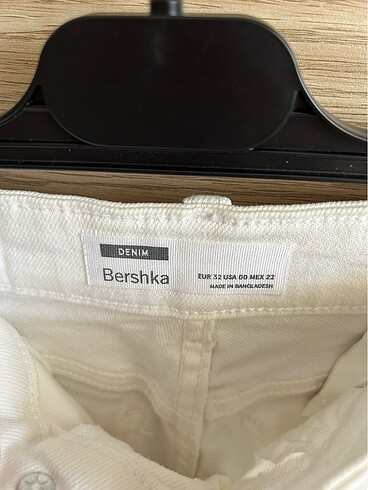 DENIM
Bershka
EUR 32 USA 00 MEX 22
MADE IN BANGLADESH